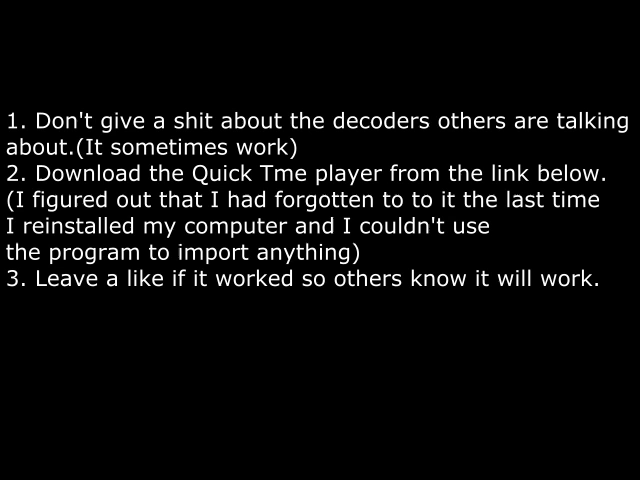 1. Don't give a shit about the decoders others are talking
about.(It sometimes work)
2. Download the Quick Tme player from the link below.
(I figured out that I had forgotten to to it the last time
I reinstalled my computer and I couldn't use
the program to import anything)
3. Leave a like if it worked so others know it will work.